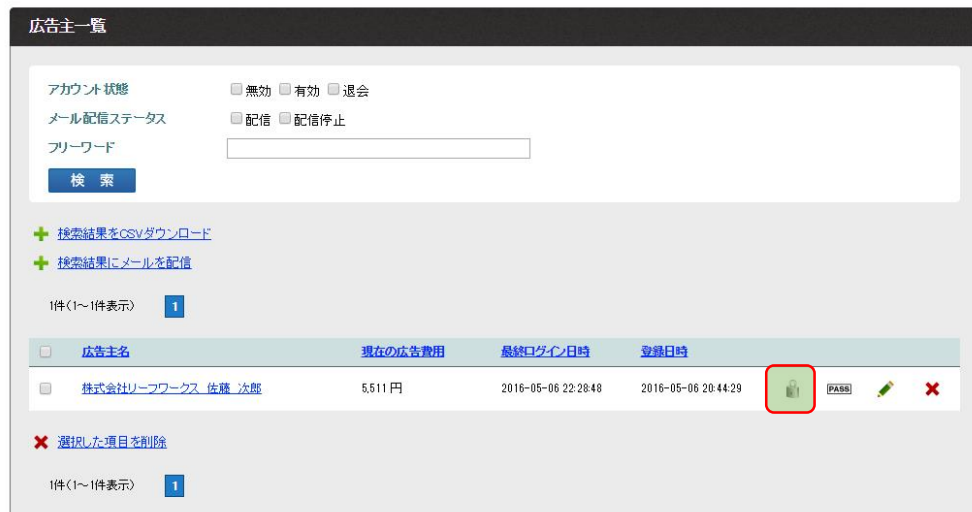 広告主一覧
アカウント状態 無効 有効 退会
メール配信ステータス 配信 配信停止
フリーワード
検 索
検索結果をCSVダウンロード
検索結果にメールを配信
1件(1～1件表示) 1
広告主名 現在の広告費用 最終ログイン日時 登録日時
株式会社リーフワークス 佐藤 次郎 5,511 円 2016-05-06 22:28:48 2016-05-06 20:44:29 PASS
選択した項目を削除
1件(1～1件表示) 1